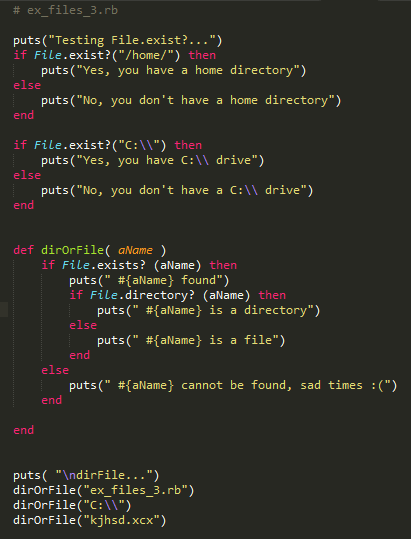 # ex_files_3.rb
puts("Testing File.exist?...")
if File.exist?("/home/") then
puts("Yes, you have a home directory")
else
puts("No, you don't have a home directory")
end
if File.exist?("C:\\") then
puts("Yes, you have C:\\ drive")
else
puts("No, you don't have a C:\\ drive")
end
def dirOrFile( aName )
if File.exists? (aName) then
puts(" #{aName} found")
if File.directory? (aName) then
puts(" #{aName} is a directory")
else
puts(" #{aName} is a file")
end
else
puts(" #{aName} cannot be found, sad times :(")
end
end
puts( "\ndirFile...")
dirOrFile("ex_files_3.rb")
dirOrFile("C:\\")
dirOrFile("kjhsd.xcx")